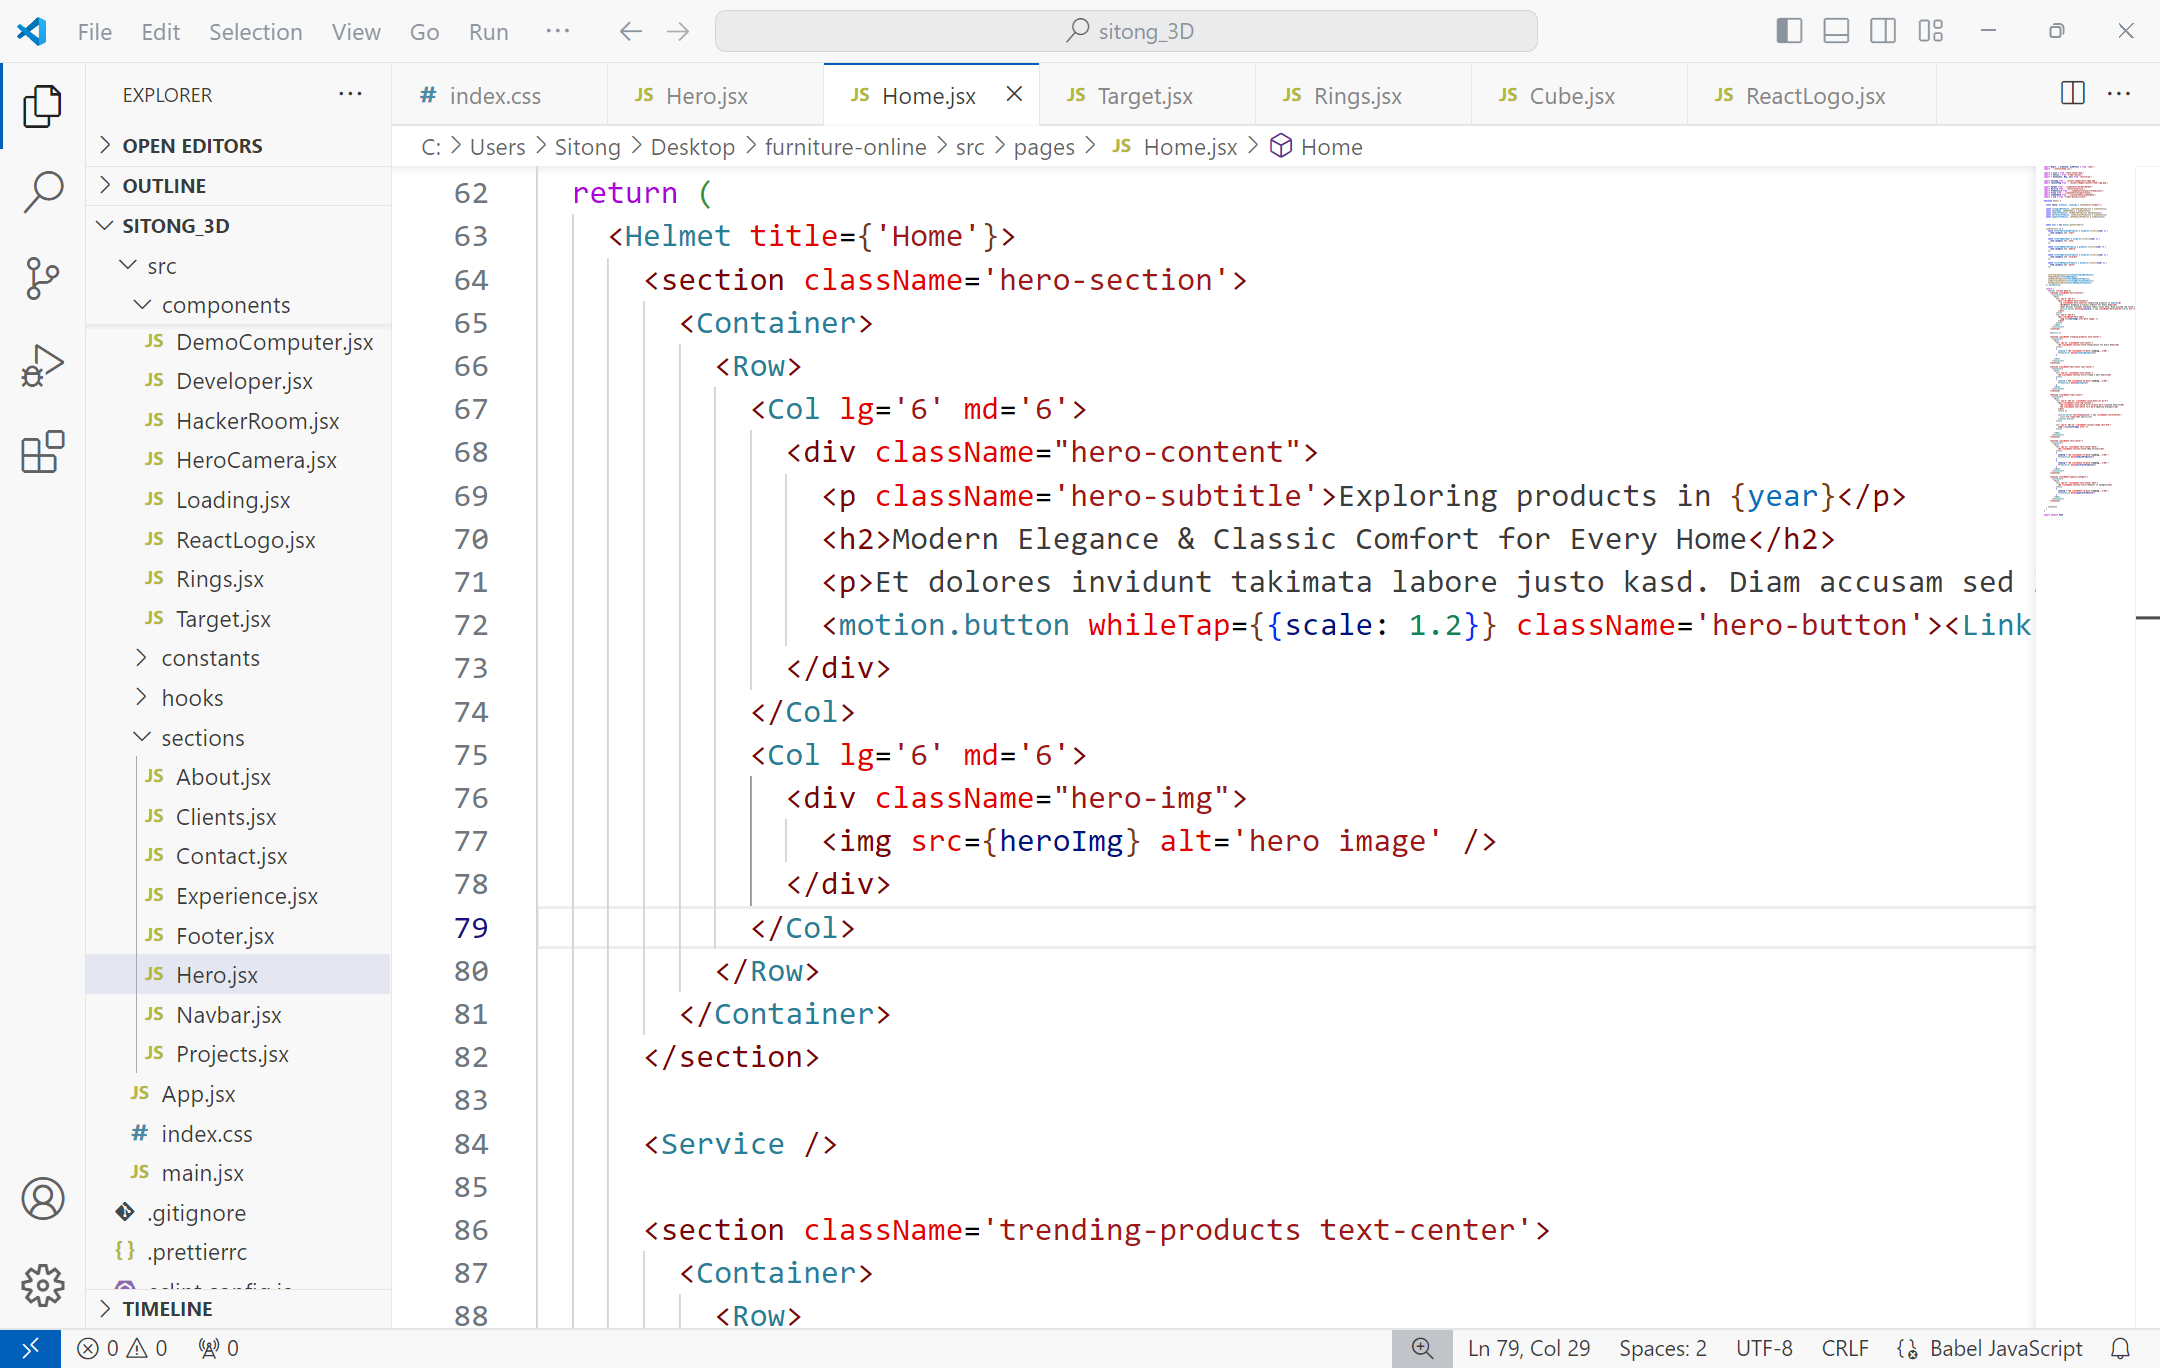 File Edit Selection View Go Run ··· sitong_3D
EXPLORER ···
OPEN EDITORS
OUTLINE
SITONG_3D
src
components
JS DemoComputer.jsx
JS Developer.jsx
JS HackerRoom.jsx
JS HeroCamera.jsx
JS Loading.jsx
JS ReactLogo.jsx
JS Rings.jsx
JS Target.jsx
constants
hooks
sections
JS About.jsx
JS Clients.jsx
JS Contact.jsx
JS Experience.jsx
JS Footer.jsx
JS Hero.jsx
JS Navbar.jsx
JS Projects.jsx
JS App.jsx
# index.css
JS main.jsx
.gitignore
{} .prettierrc
TIMELINE
# index.css JS Hero.jsx JS Home.jsx JS Target.jsx JS Rings.jsx JS Cube.jsx JS ReactLogo.jsx
C: > Users > Sitong > Desktop > furniture-online > src > pages > JS Home.jsx > Home
62 return (
63 <Helmet title={'Home'}>
64 <section className='hero-section'>
65 <Container>
66 <Row>
67 <Col lg='6' md='6'>
68 <div className="hero-content">
69 <p className='hero-subtitle'>Exploring products in {year}</p>
70 <h2>Modern Elegance & Classic Comfort for Every Home</h2>
71 <p>Et dolores invidunt takimata labore justo kasd. Diam accusam sed
72 <motion.button whileTap={{scale: 1.2}} className='hero-button'><Link
73 </div>
74 </Col>
75 <Col lg='6' md='6'>
76 <div className="hero-img">
77 <img src={heroImg} alt='hero image' />
78 </div>
79 </Col>
80 </Row>
81 </Container>
82 </section>
83
84 <Service />
85
86 <section className='trending-products text-center'>
87 <Container>
88 <Row>
0 0 0 Ln 79, Col 29 Spaces: 2 UTF-8 CRLF Babel JavaScript